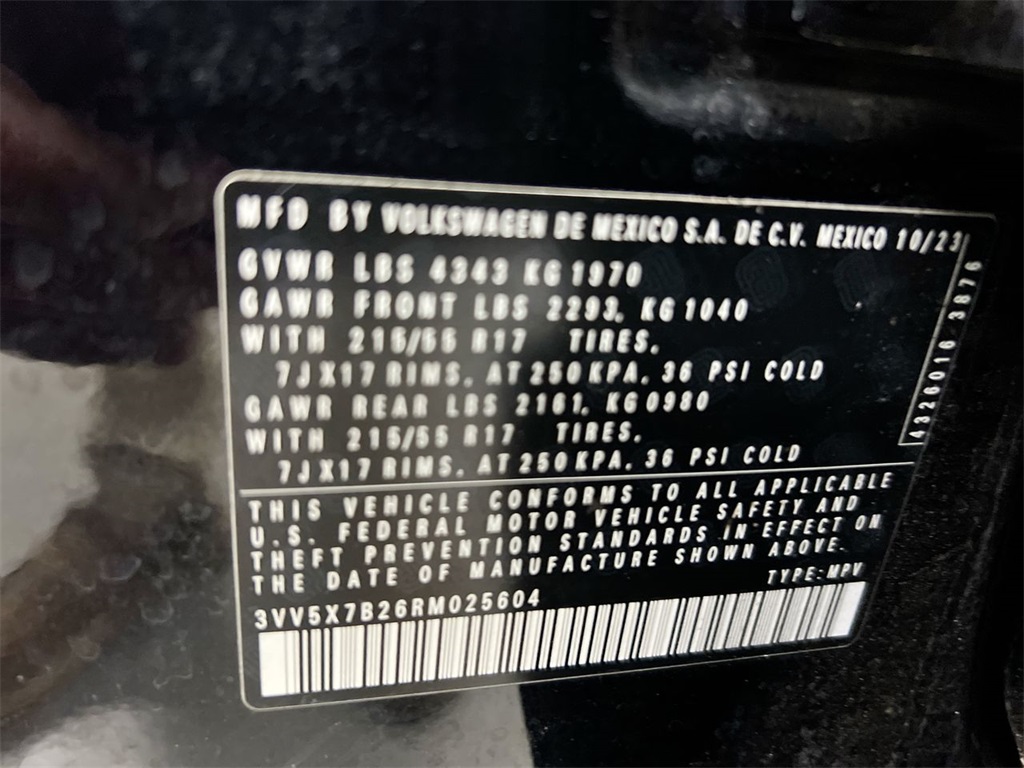 MFD BY VOLKSWAGEN DE MEXICO S.A. DE C.V. MEXICO 10/23
GVWR LBS 4343 KG 1970
GAWR FRONT LBS 2293, KG 1040
WITH 215/55 R17 TIRES,
7JX17 RIMS, AT 250 KPA, 36 PSI COLD
GAWR REAR LBS 2161, KG 0980
WITH 215/55 R17 TIRES,
7JX17 RIMS, AT 250 KPA, 36 PSI COLD
4326016 3876
THIS VEHICLE CONFORMS TO ALL APPLICABLE
U.S. FEDERAL MOTOR VEHICLE SAFETY AND
THEFT PREVENTION STANDARDS IN EFFECT ON
THE DATE OF MANUFACTURE SHOWN ABOVE.
TYPE:MPV
3VV5X7B26RM025604